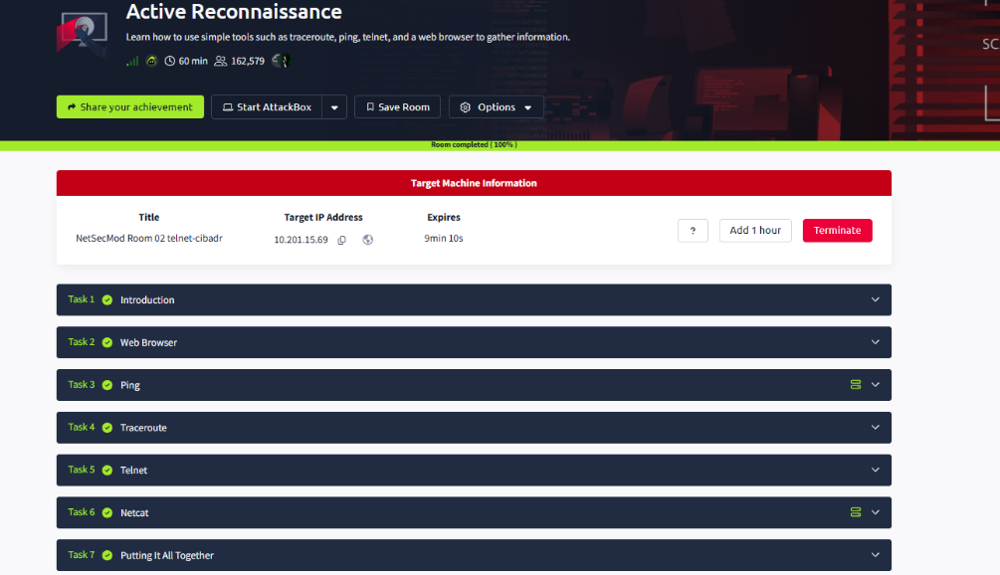 Active Reconnaissance
Learn how to use simple tools such as traceroute, ping, telnet, and a web browser to gather information.
60 min 162,579
Share your achievement Start AttackBox Save Room Options
Room completed ( 100% )
Target Machine Information
Title Target IP Address Expires
NetSecMod Room 02 telnet-cibadr 10.201.15.69 9min 10s ? Add 1 hour Terminate
Task 1 Introduction
Task 2 Web Browser
Task 3 Ping
Task 4 Traceroute
Task 5 Telnet
Task 6 Netcat
Task 7 Putting It All Together